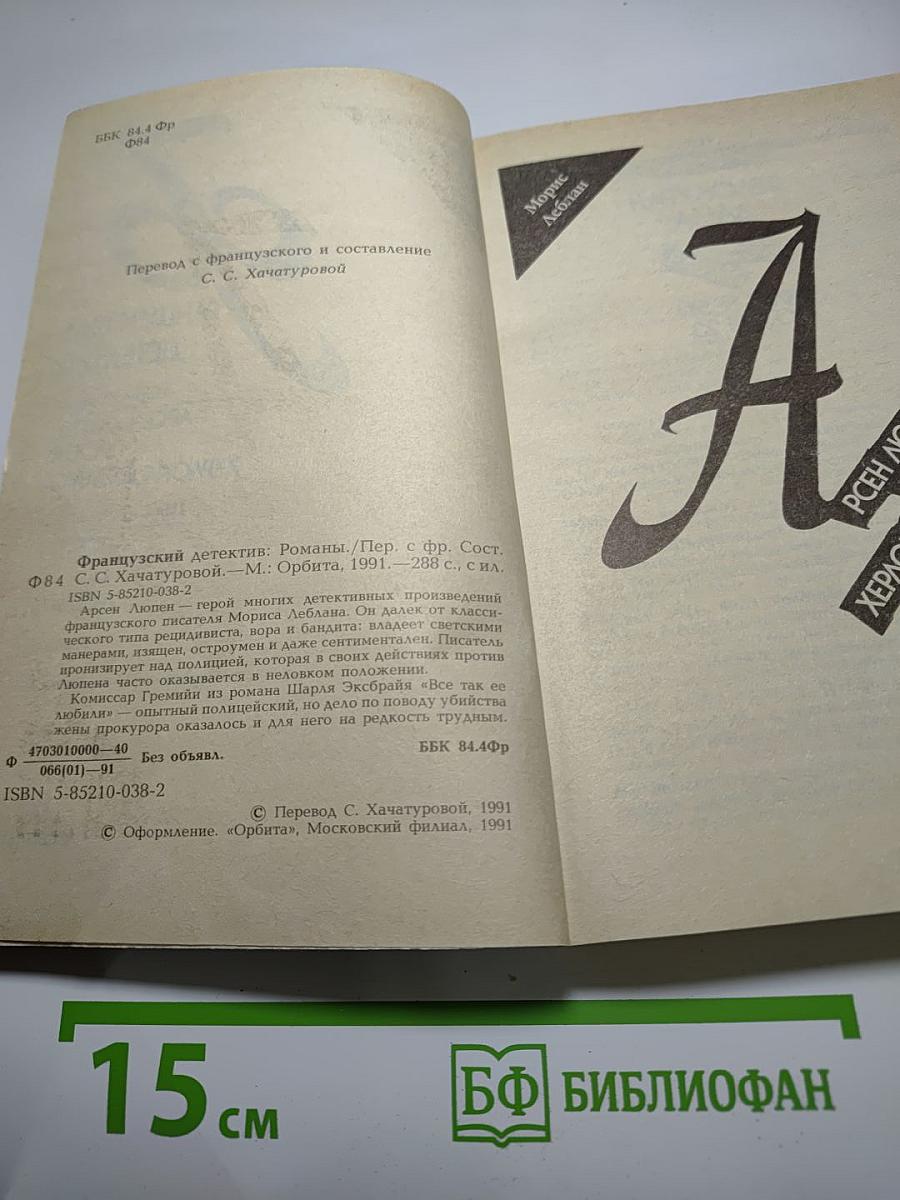 ББК 84.4 Фр
Ф84
Перевод с французского и составление
С. С. Хачатуровой
Французский детектив: Романы./Пер. с фр. Сост.
Ф84 С. С. Хачатуровой.—М.: Орбита, 1991.—288 с., с ил.
ISBN 5-85210-038-2
Арсен Люпен — герой многих детективных произведений
французского писателя Мориса Леблана. Он далек от класси-
ческого типа рецидивиста, вора и бандита: владеет светскими
манерами, изящен, остроумен и даже сентиментален. Писатель
иронизирует над полицией, которая в своих действиях против
Люпена часто оказывается в неловком положении.
Комиссар Гремийи из романа Шарля Эксбрайя «Все так ее
любили» — опытный полицейский, но дело по поводу убийства
жены прокурора оказалось и для него на редкость трудным.
Ф 4703010000—40
066(01)—91 Без объявл.
ББК 84.4Фр
ISBN 5-85210-038-2
© Перевод С. Хачатуровой, 1991
© Оформление. «Орбита», Московский филиал, 1991
Морис
Леблан
А
РСЕН ЛЮ
ХЕРЛО
15 см
БФ БИБЛИОФАН